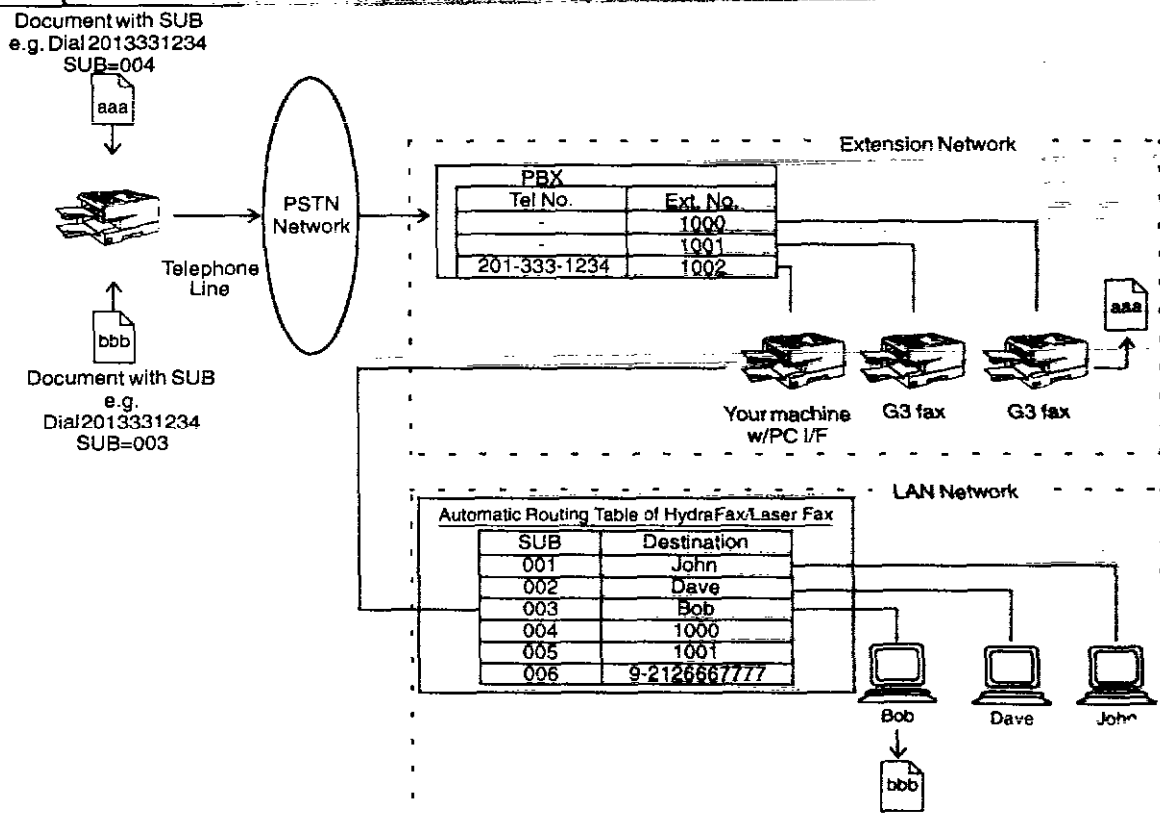 Document with SUB
e.g. Dial 2013331234
SUB=004
aaa
PSTN
Network
Telephone
Line
bbb
Document with SUB
e.g.
Dial 2013331234
SUB=003
Extension Network
PBX
Tel No. Ext. No.
- 1000
- 1001
201-333-1234 1002
aaa
Your machine
w/PC I/F
G3 fax
G3 fax
LAN Network
Automatic Routing Table of HydraFax/Laser Fax
SUB Destination
001 John
002 Dave
003 Bob
004 1000
005 1001
006 9-2126667777
Bob
Dave
John
bbb